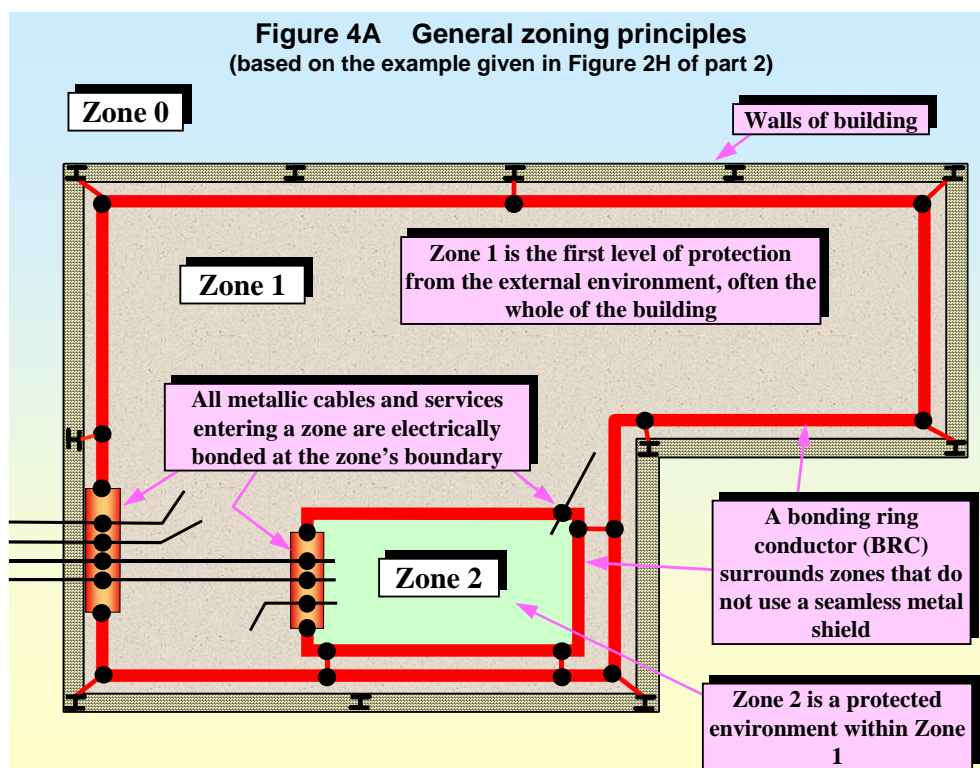 Figure 4A    General zoning principles
(based on the example given in Figure 2H of part 2)
Zone 0
Walls of building
Zone 1 is the first level of protection
from the external environment, often the
whole of the building
Zone 1
All metallic cables and services
entering a zone are electrically
bonded at the zone's boundary
Zone 2
A bonding ring
conductor (BRC)
surrounds zones that do
not use a seamless metal
shield
Zone 2 is a protected
environment within Zone
1